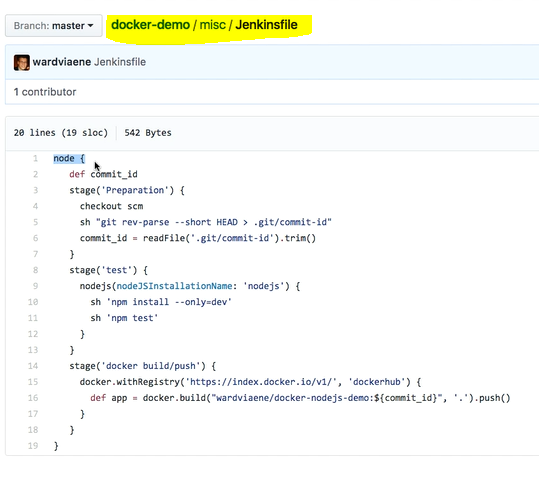 Branch: master docker-demo / misc / Jenkinsfile
wardviaene Jenkinsfile
1 contributor
20 lines (19 sloc) 542 Bytes
1 node {
2 def commit_id
3 stage('Preparation') {
4 checkout scm
5 sh "git rev-parse --short HEAD > .git/commit-id"
6 commit_id = readFile('.git/commit-id').trim()
7 }
8 stage('test') {
9 nodejs(nodeJSInstallationName: 'nodejs') {
10 sh 'npm install --only=dev'
11 sh 'npm test'
12 }
13 }
14 stage('docker build/push') {
15 docker.withRegistry('https://index.docker.io/v1/', 'dockerhub') {
16 def app = docker.build("wardviaene/docker-nodejs-demo:${commit_id}", '.').push()
17 }
18 }
19 }